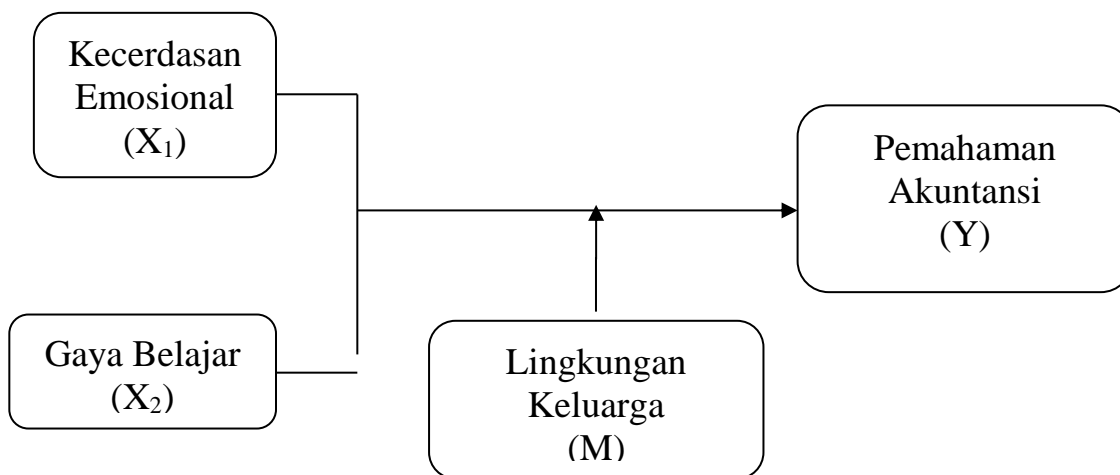 Kecerdasan
Emosional
(X₁)
Pemahaman
Akuntansi
(Y)
Gaya Belajar
(X₂)
Lingkungan
Keluarga
(M)